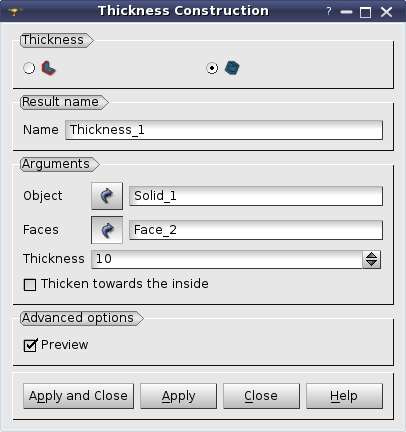 Thickness Construction
?
Thickness
Result name
Name Thickness_1
Arguments
Object Solid_1
Faces Face_2
Thickness 10
Thicken towards the inside
Advanced options
Preview
Apply and Close Apply Close Help